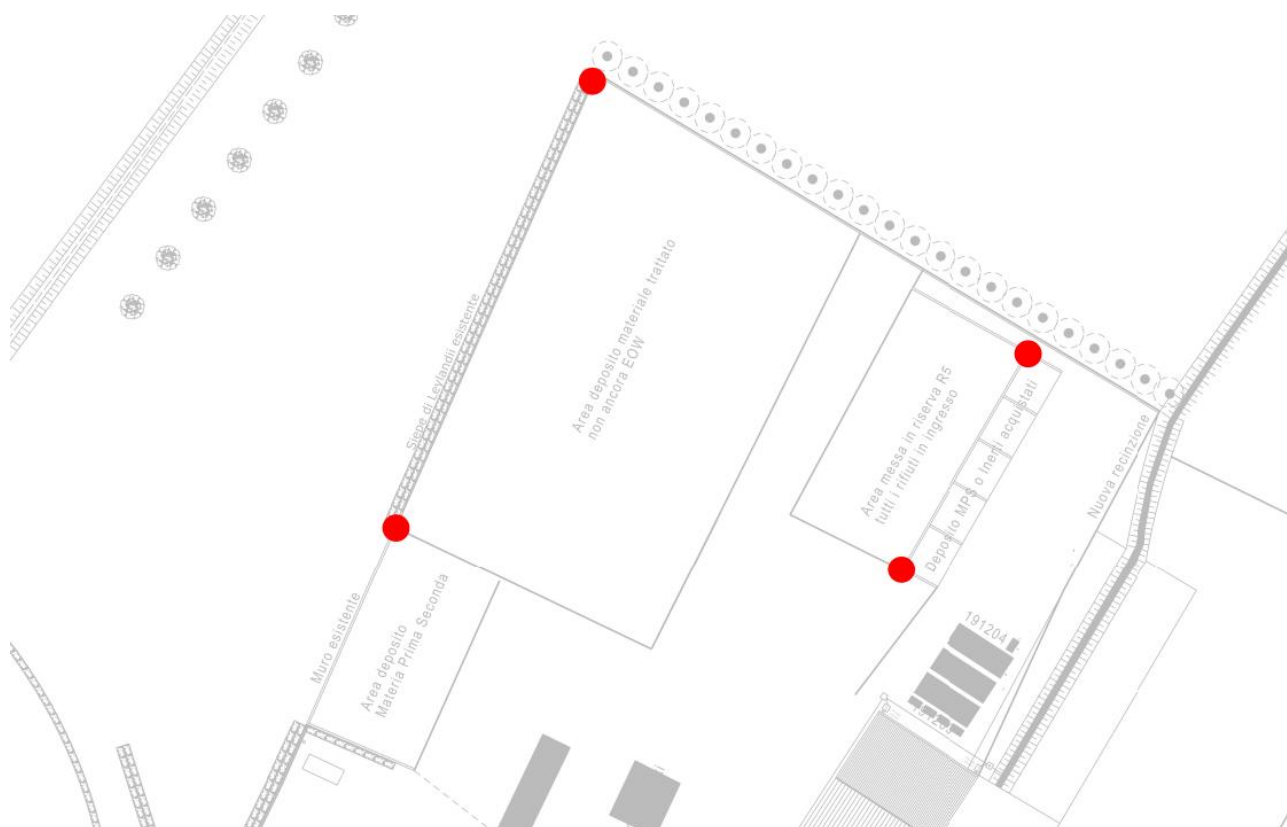 Siepe di Leylandii esistente
Area deposito materiale trattato
non ancora EOW
Area messa in riserva R5
tutti i rifiuti in ingresso
Deposito MPS o Inerti acquistati
Nuova recinzione
Muro esistente
Area deposito
Materia Prima Seconda
191204